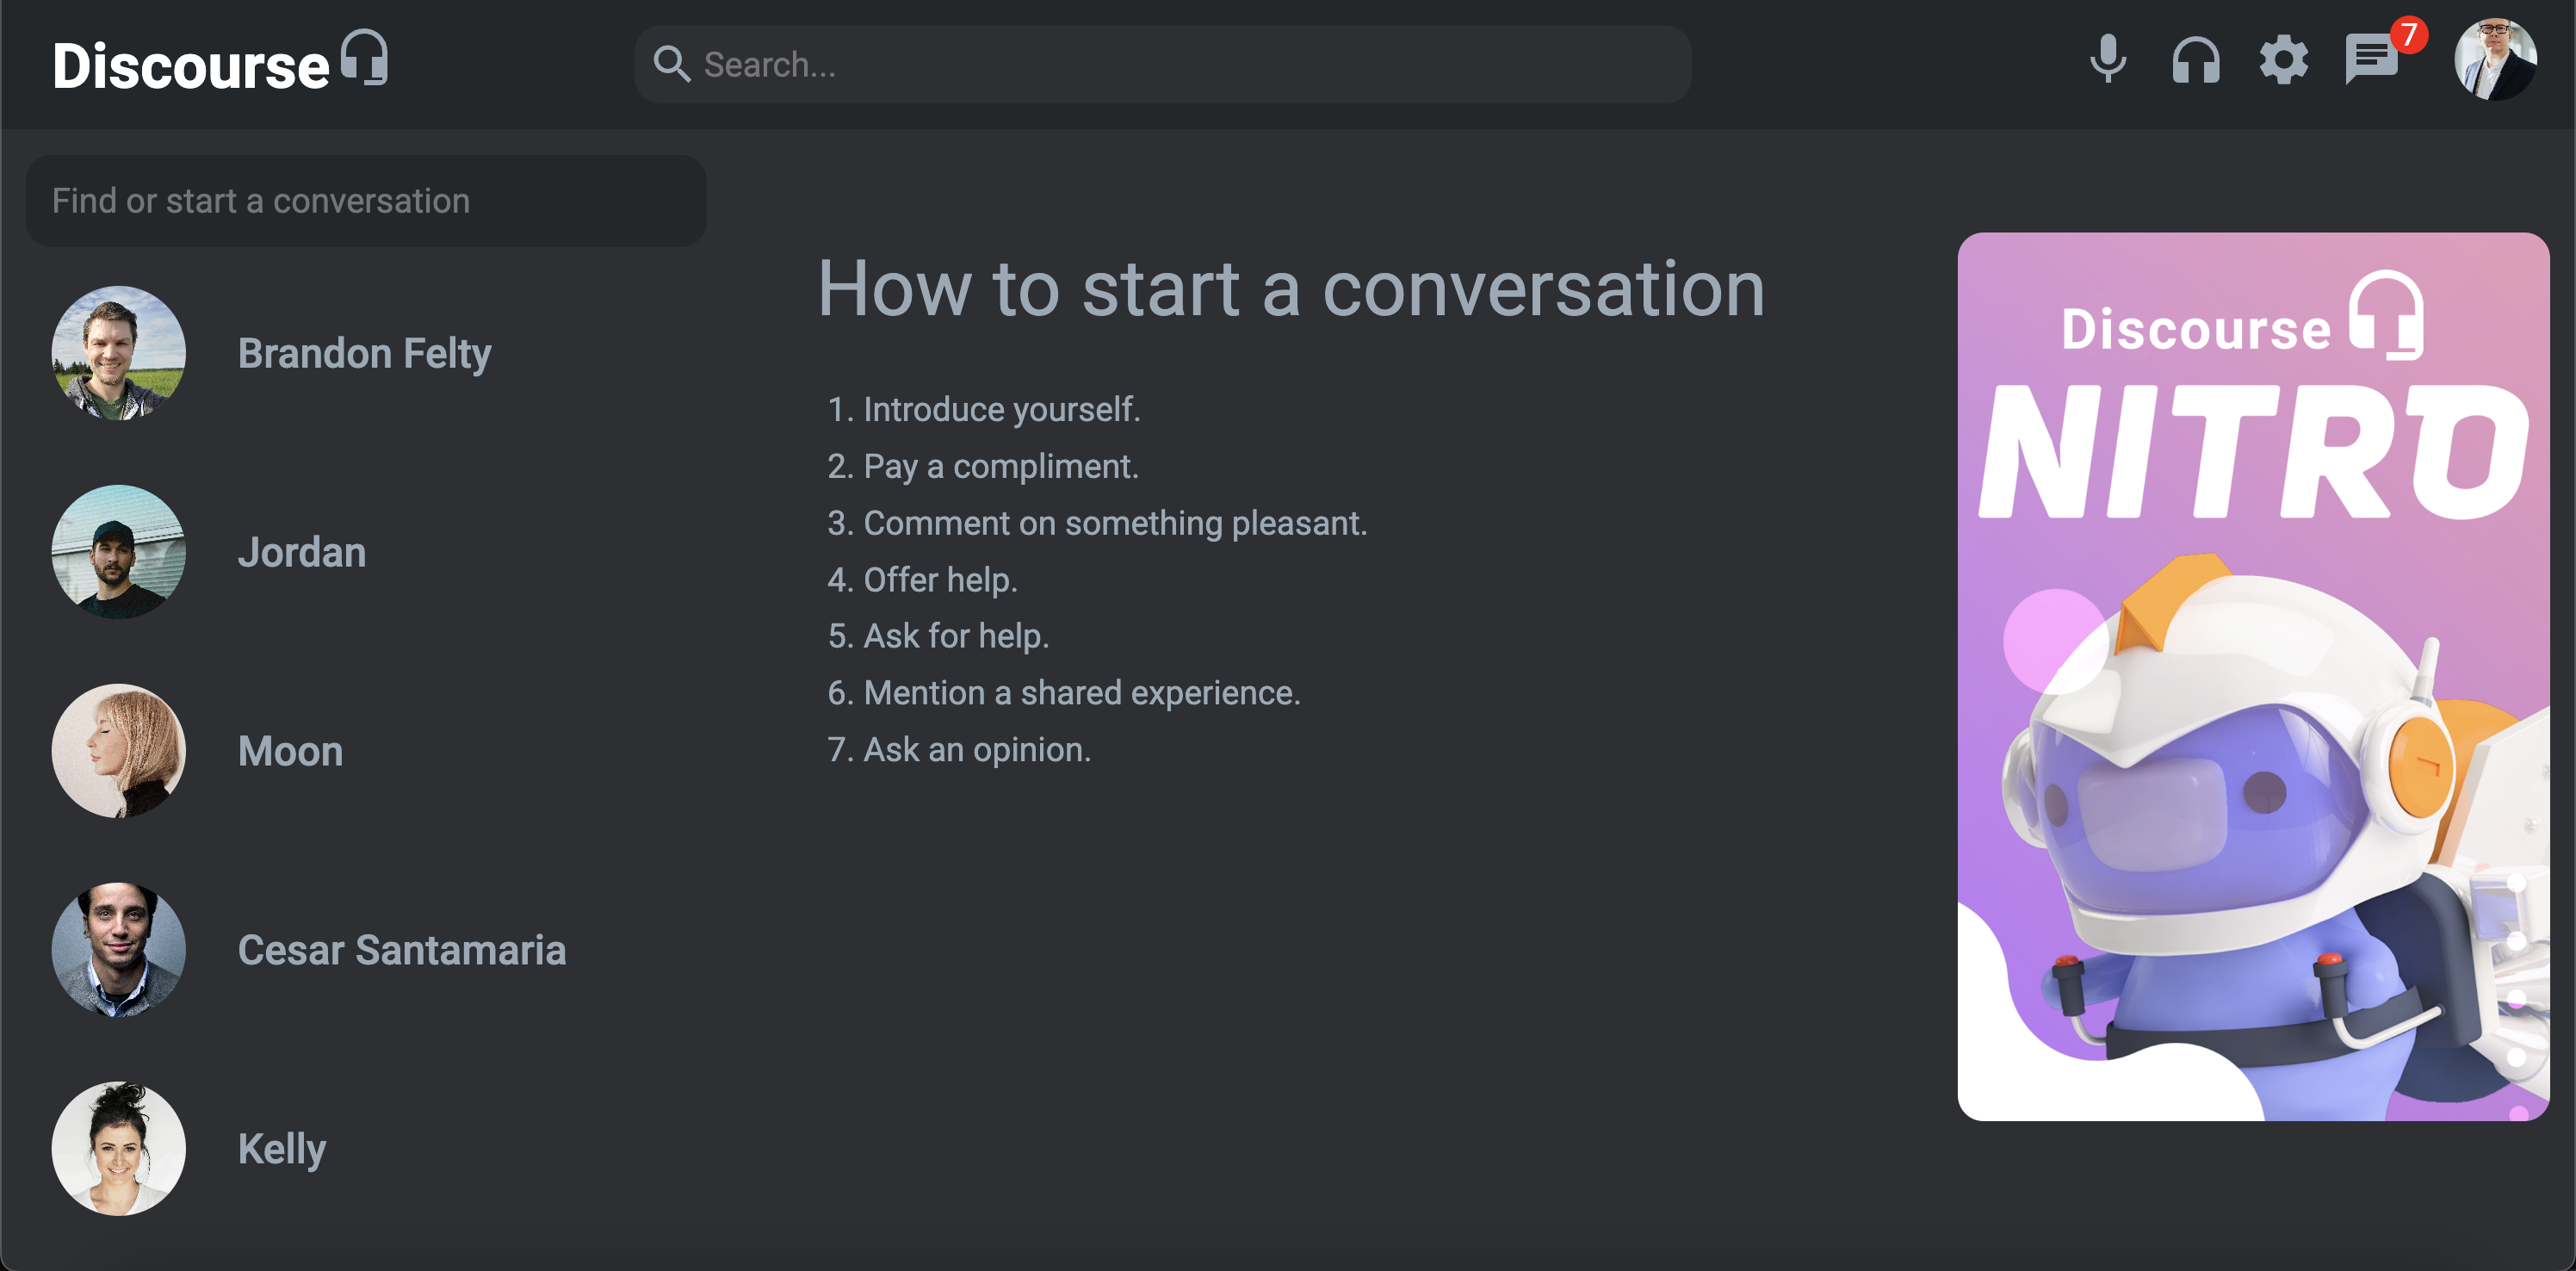 Discourse
Search...
7
Find or start a conversation
Brandon Felty
Jordan
Moon
Cesar Santamaria
Kelly
How to start a conversation
1. Introduce yourself.
2. Pay a compliment.
3. Comment on something pleasant.
4. Offer help.
5. Ask for help.
6. Mention a shared experience.
7. Ask an opinion.
Discourse
NITRO